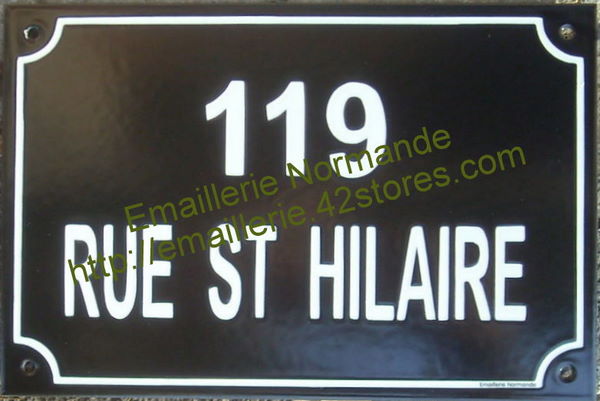 119
Emaillerie Normande
http://emaillerie.42stores.com
RUE ST HILAIRE
Emaillerie Normande